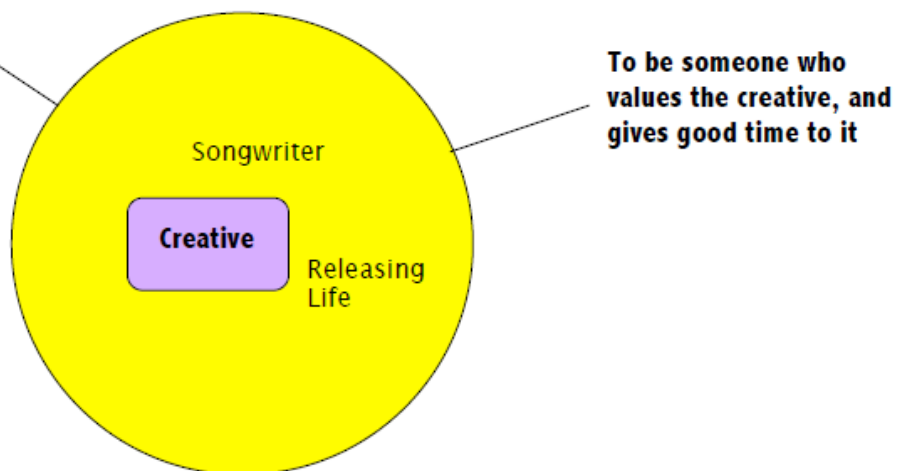 To be someone who
values the creative, and
gives good time to it
Songwriter
Creative
Releasing
Life